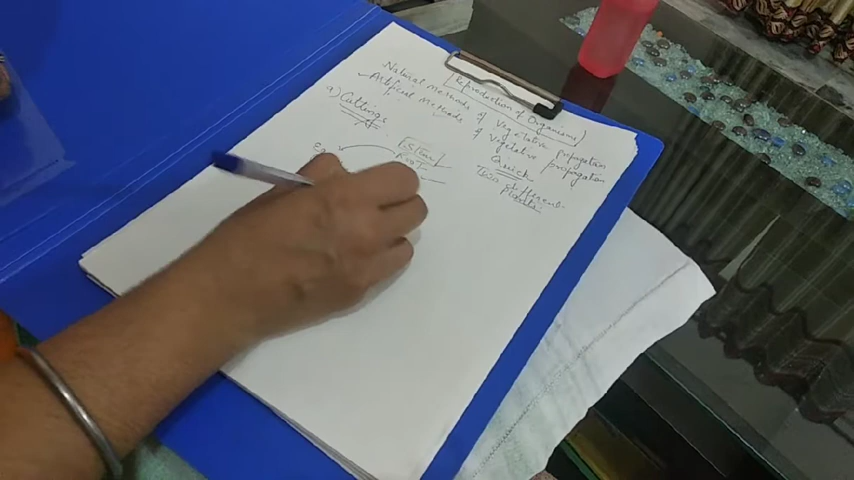 [Reproduction of Organisms]
Natural Methods of Vegetative Propagation
✓ Artificial Methods of Vegetative Propagation
a) Cuttings
Quick
Two different
Plants
Stem
Root
Eg